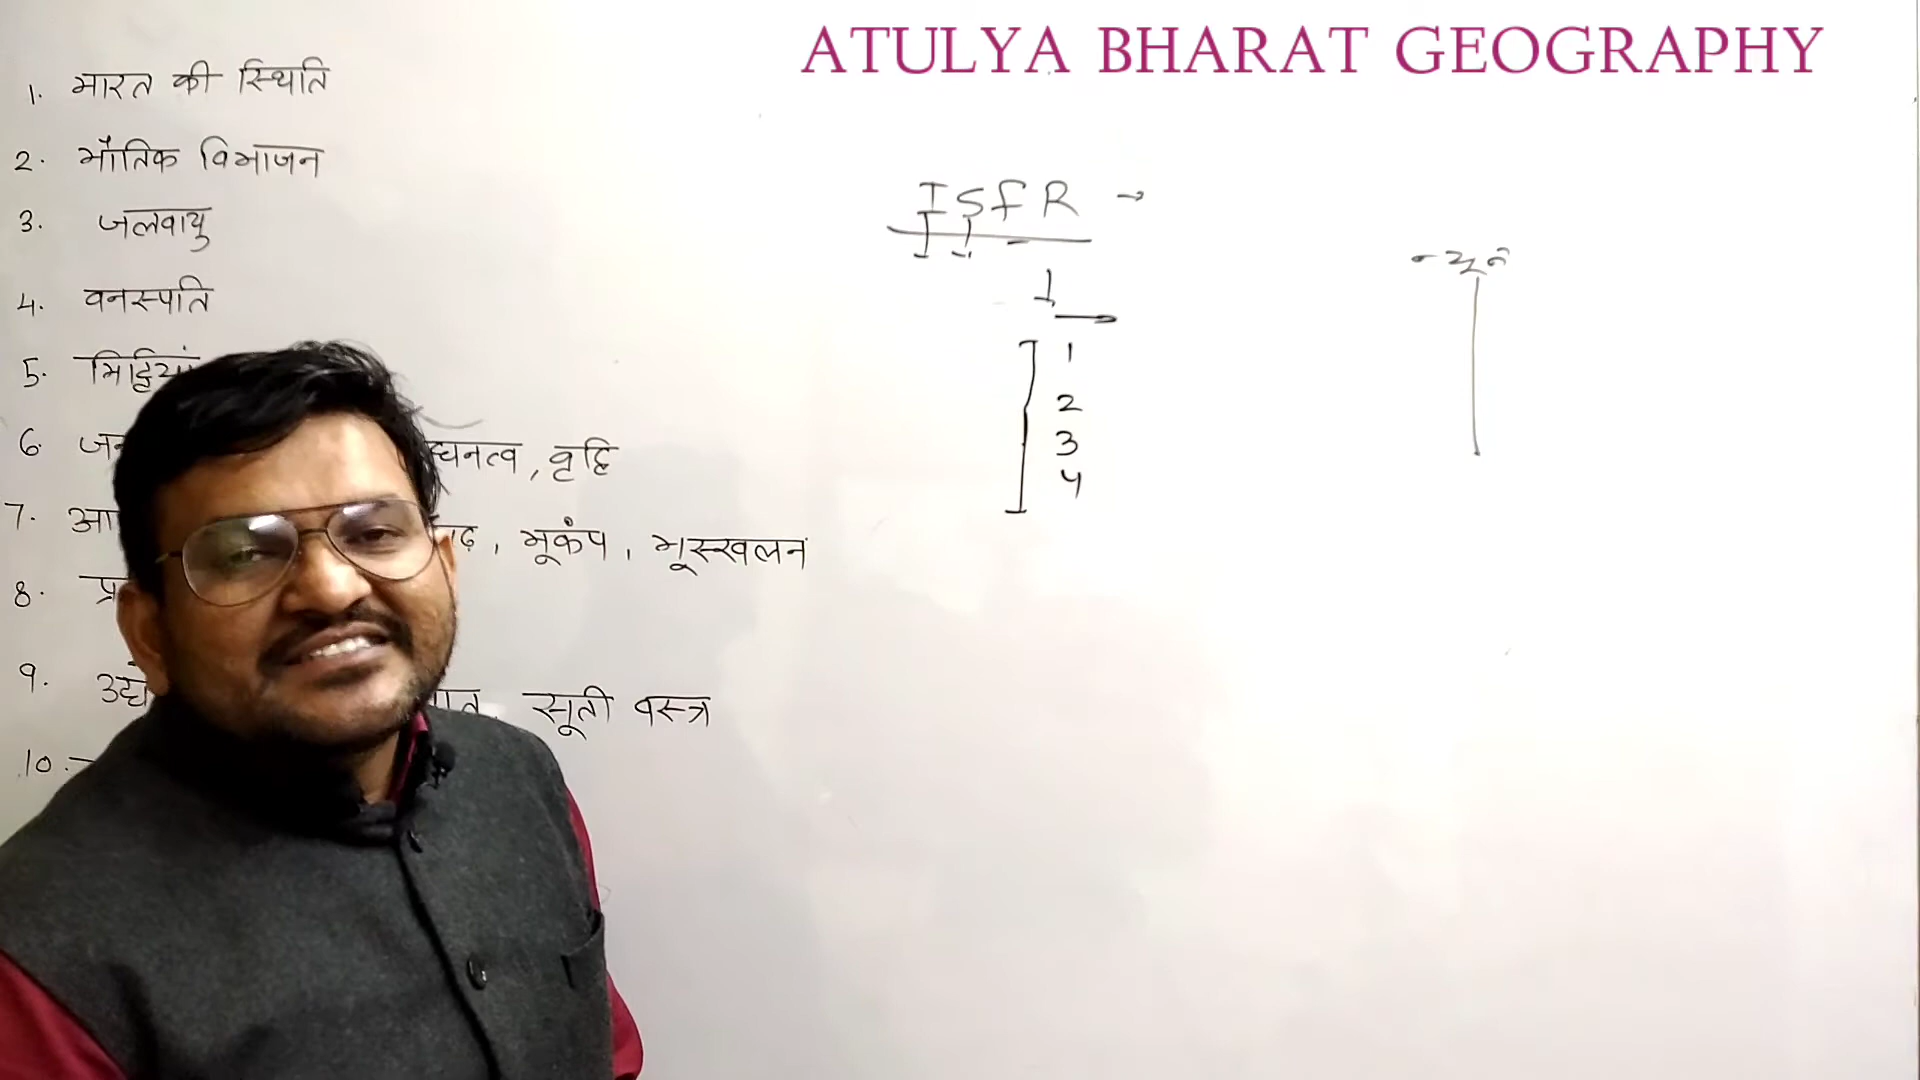 ATULYA BHARAT GEOGRAPHY
1. भारत की स्थिति
2. भौतिक विभाजन
3. जलवायु
4. वनस्पति
5. मिट्टियां
6. घनत्व, वृद्धि
7. भूकंप, भूस्खलन
8.
9. सूती वस्त्र
10.
ISFR →
1
1
2
3
4